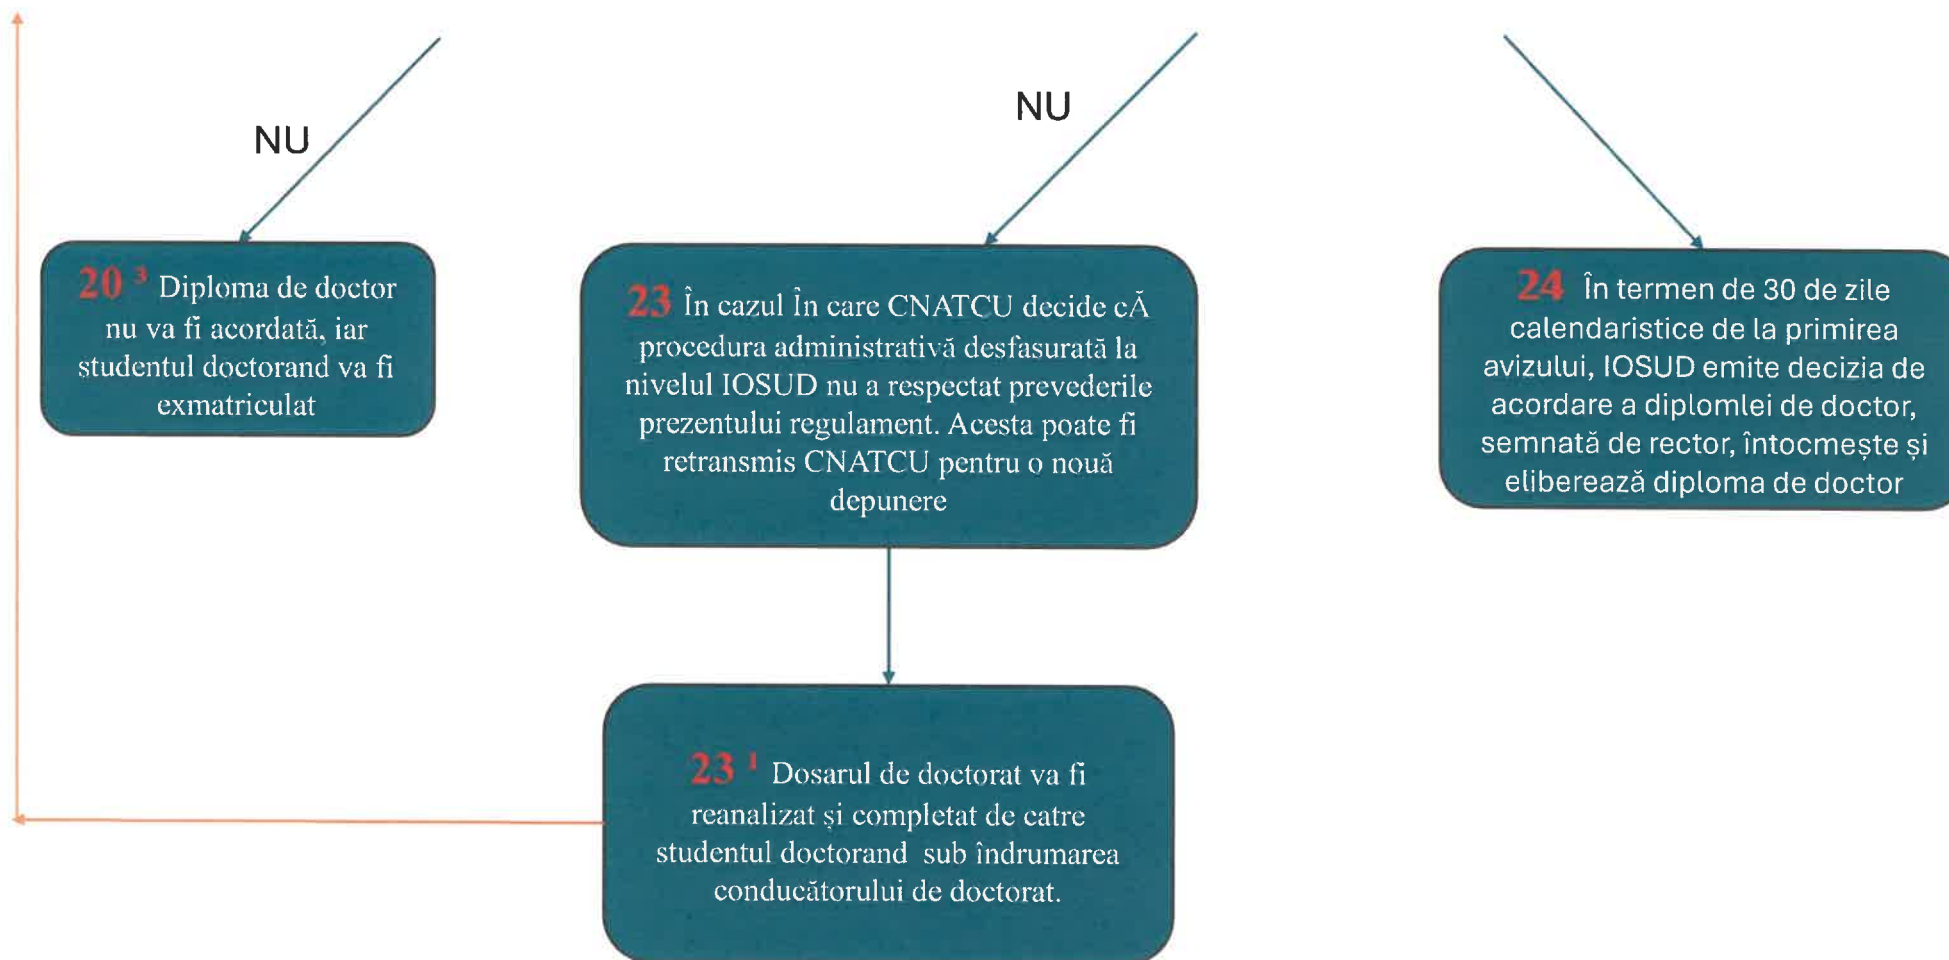 NU
NU
20 ³ Diploma de doctor
nu va fi acordată, iar
studentul doctorand va fi
exmatriculat
23 În cazul În care CNATCU decide cĂ
procedura administrativă desfasurată la
nivelul IOSUD nu a respectat prevederile
prezentului regulament. Acesta poate fi
retransmis CNATCU pentru o nouă
depunere
24 În termen de 30 de zile
calendaristice de la primirea
avizului, IOSUD emite decizia de
acordare a diplomlei de doctor,
semnată de rector, întocmește și
eliberează diploma de doctor
23 ¹ Dosarul de doctorat va fi
reanalizat și completat de catre
studentul doctorand sub îndrumarea
conducătorului de doctorat.